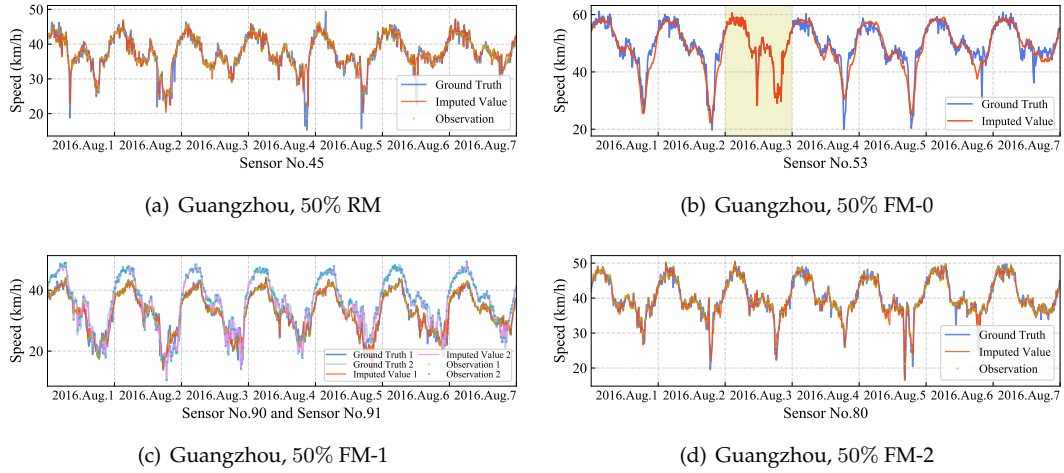 50
40
30
20
Speed (km/h)
Ground Truth
Imputed Value
Observation
2016.Aug.1 2016.Aug.2 2016.Aug.3 2016.Aug.4 2016.Aug.5 2016.Aug.6 2016.Aug.7
Sensor No.45
(a) Guangzhou, 50% RM
60
40
20
Speed (km/h)
Ground Truth
Imputed Value
2016.Aug.1 2016.Aug.2 2016.Aug.3 2016.Aug.4 2016.Aug.5 2016.Aug.6 2016.Aug.7
Sensor No.53
(b) Guangzhou, 50% FM-0
40
20
Speed (km/h)
Ground Truth 1
Ground Truth 2
Imputed Value 1
Imputed Value 2
Observation 1
Observation 2
2016.Aug.1 2016.Aug.2 2016.Aug.3 2016.Aug.4 2016.Aug.5 2016.Aug.6 2016.Aug.7
Sensor No.90 and Sensor No.91
(c) Guangzhou, 50% FM-1
50
40
30
20
Speed (km/h)
Ground Truth
Imputed Value
Observation
2016.Aug.1 2016.Aug.2 2016.Aug.3 2016.Aug.4 2016.Aug.5 2016.Aug.6 2016.Aug.7
Sensor No.80
(d) Guangzhou, 50% FM-2